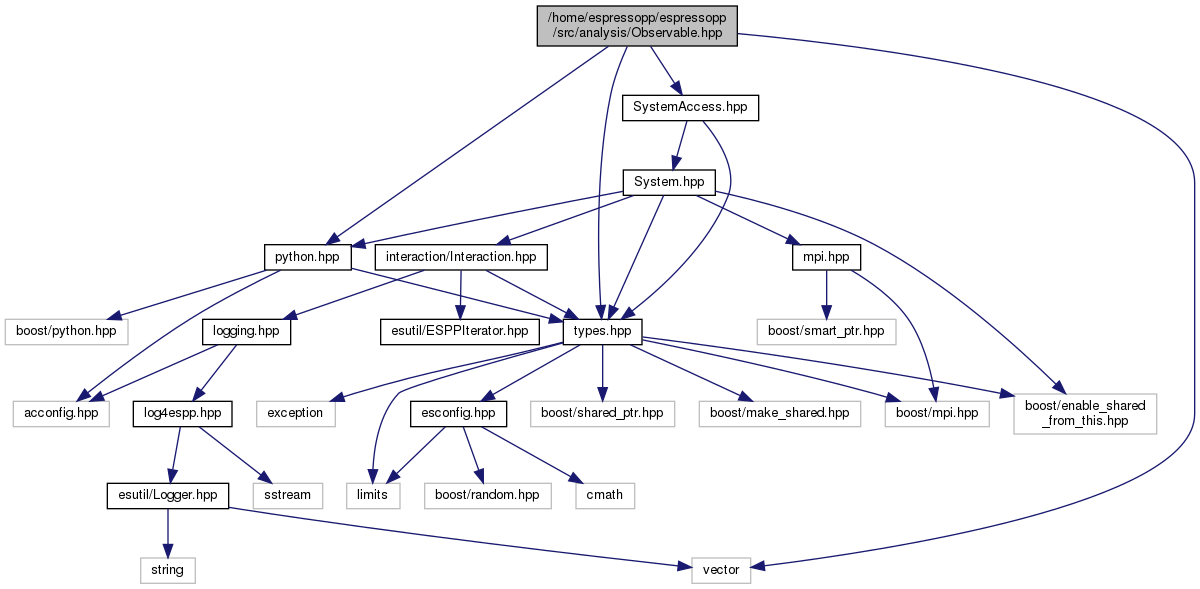 /home/espressopp/espressopp
/src/analysis/Observable.hpp
SystemAccess.hpp
System.hpp
python.hpp
interaction/Interaction.hpp
mpi.hpp
boost/python.hpp
logging.hpp
esutil/ESPPIterator.hpp
types.hpp
boost/smart_ptr.hpp
acconfig.hpp
log4espp.hpp
exception
esconfig.hpp
boost/shared_ptr.hpp
boost/make_shared.hpp
boost/mpi.hpp
boost/enable_shared
_from_this.hpp
esutil/Logger.hpp
sstream
limits
boost/random.hpp
cmath
string
vector